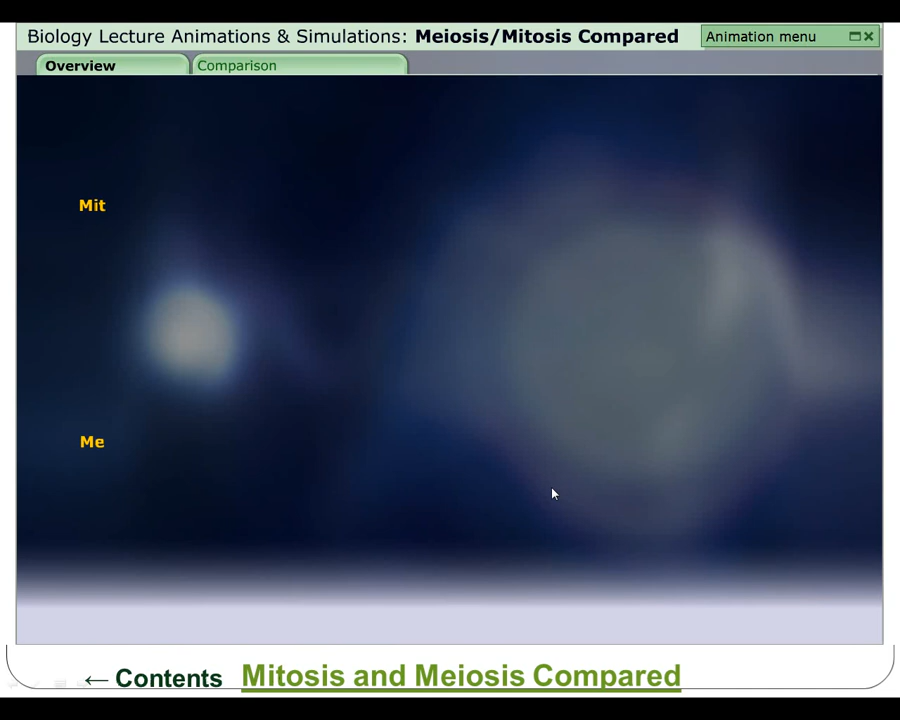 Biology Lecture Animations & Simulations: Meiosis/Mitosis Compared
Animation menu
Overview
Comparison
Mit
Me
← Contents
Mitosis and Meiosis Compared